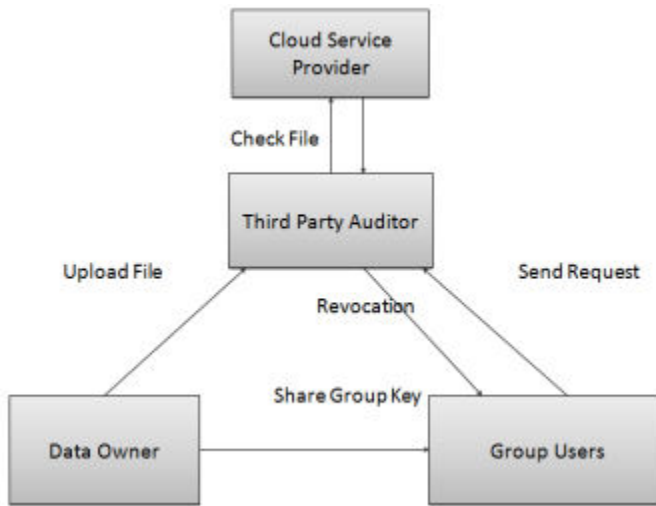 Cloud Service
Provider
Check File
Third Party Auditor
Upload File
Send Request
Revocation
Share Group Key
Data Owner
Group Users